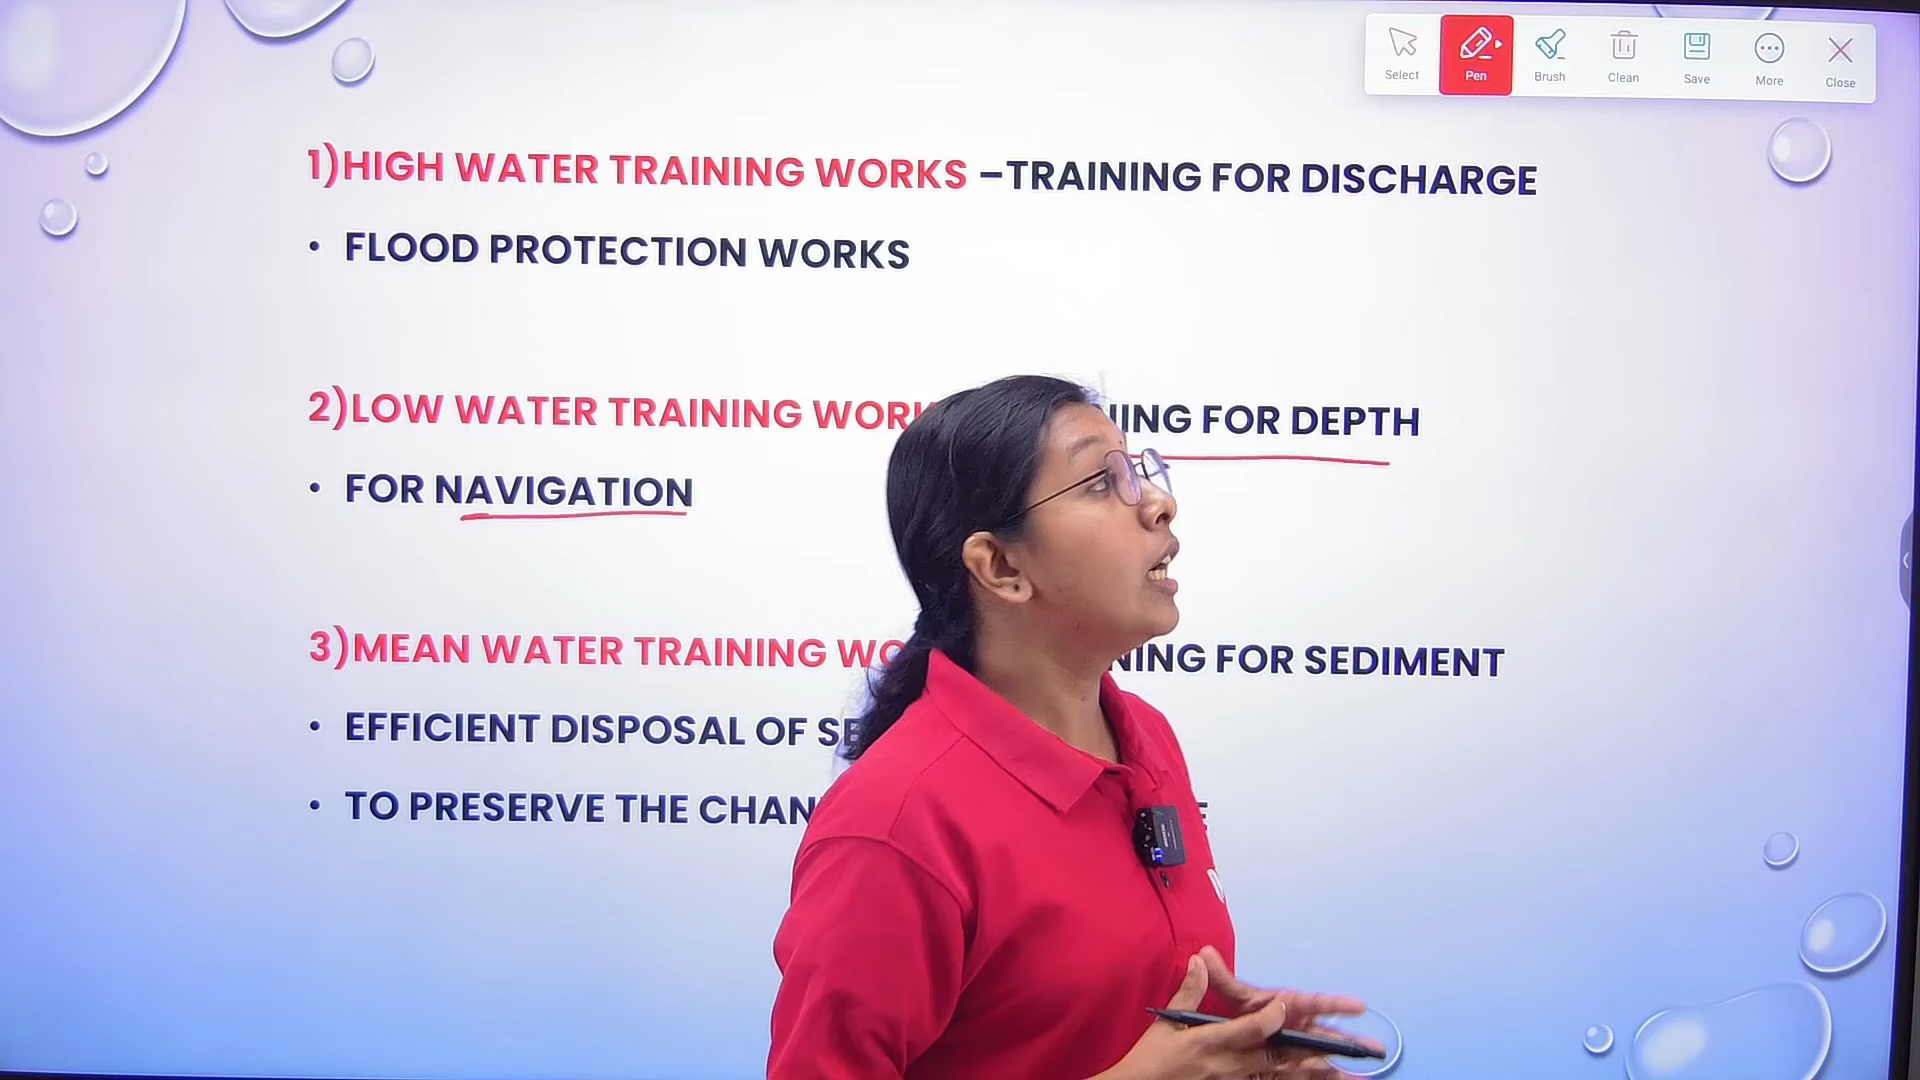 Select Pen Brush Clean Save More Close
1)HIGH WATER TRAINING WORKS –TRAINING FOR DISCHARGE
• FLOOD PROTECTION WORKS
2)LOW WATER TRAINING FOR DEPTH
• FOR NAVIGATION
3)MEAN WATER TRAINING FOR SEDIMENT
• EFFICIENT DISPOSAL OF
• TO PRESERVE THE